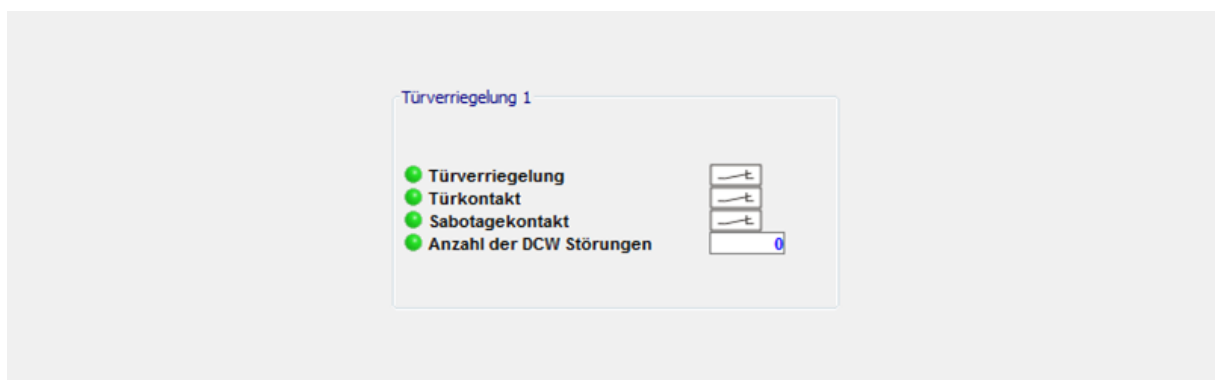 Türverriegelung 1
Türverriegelung
Türkontakt
Sabotagekontakt
Anzahl der DCW Störungen 0